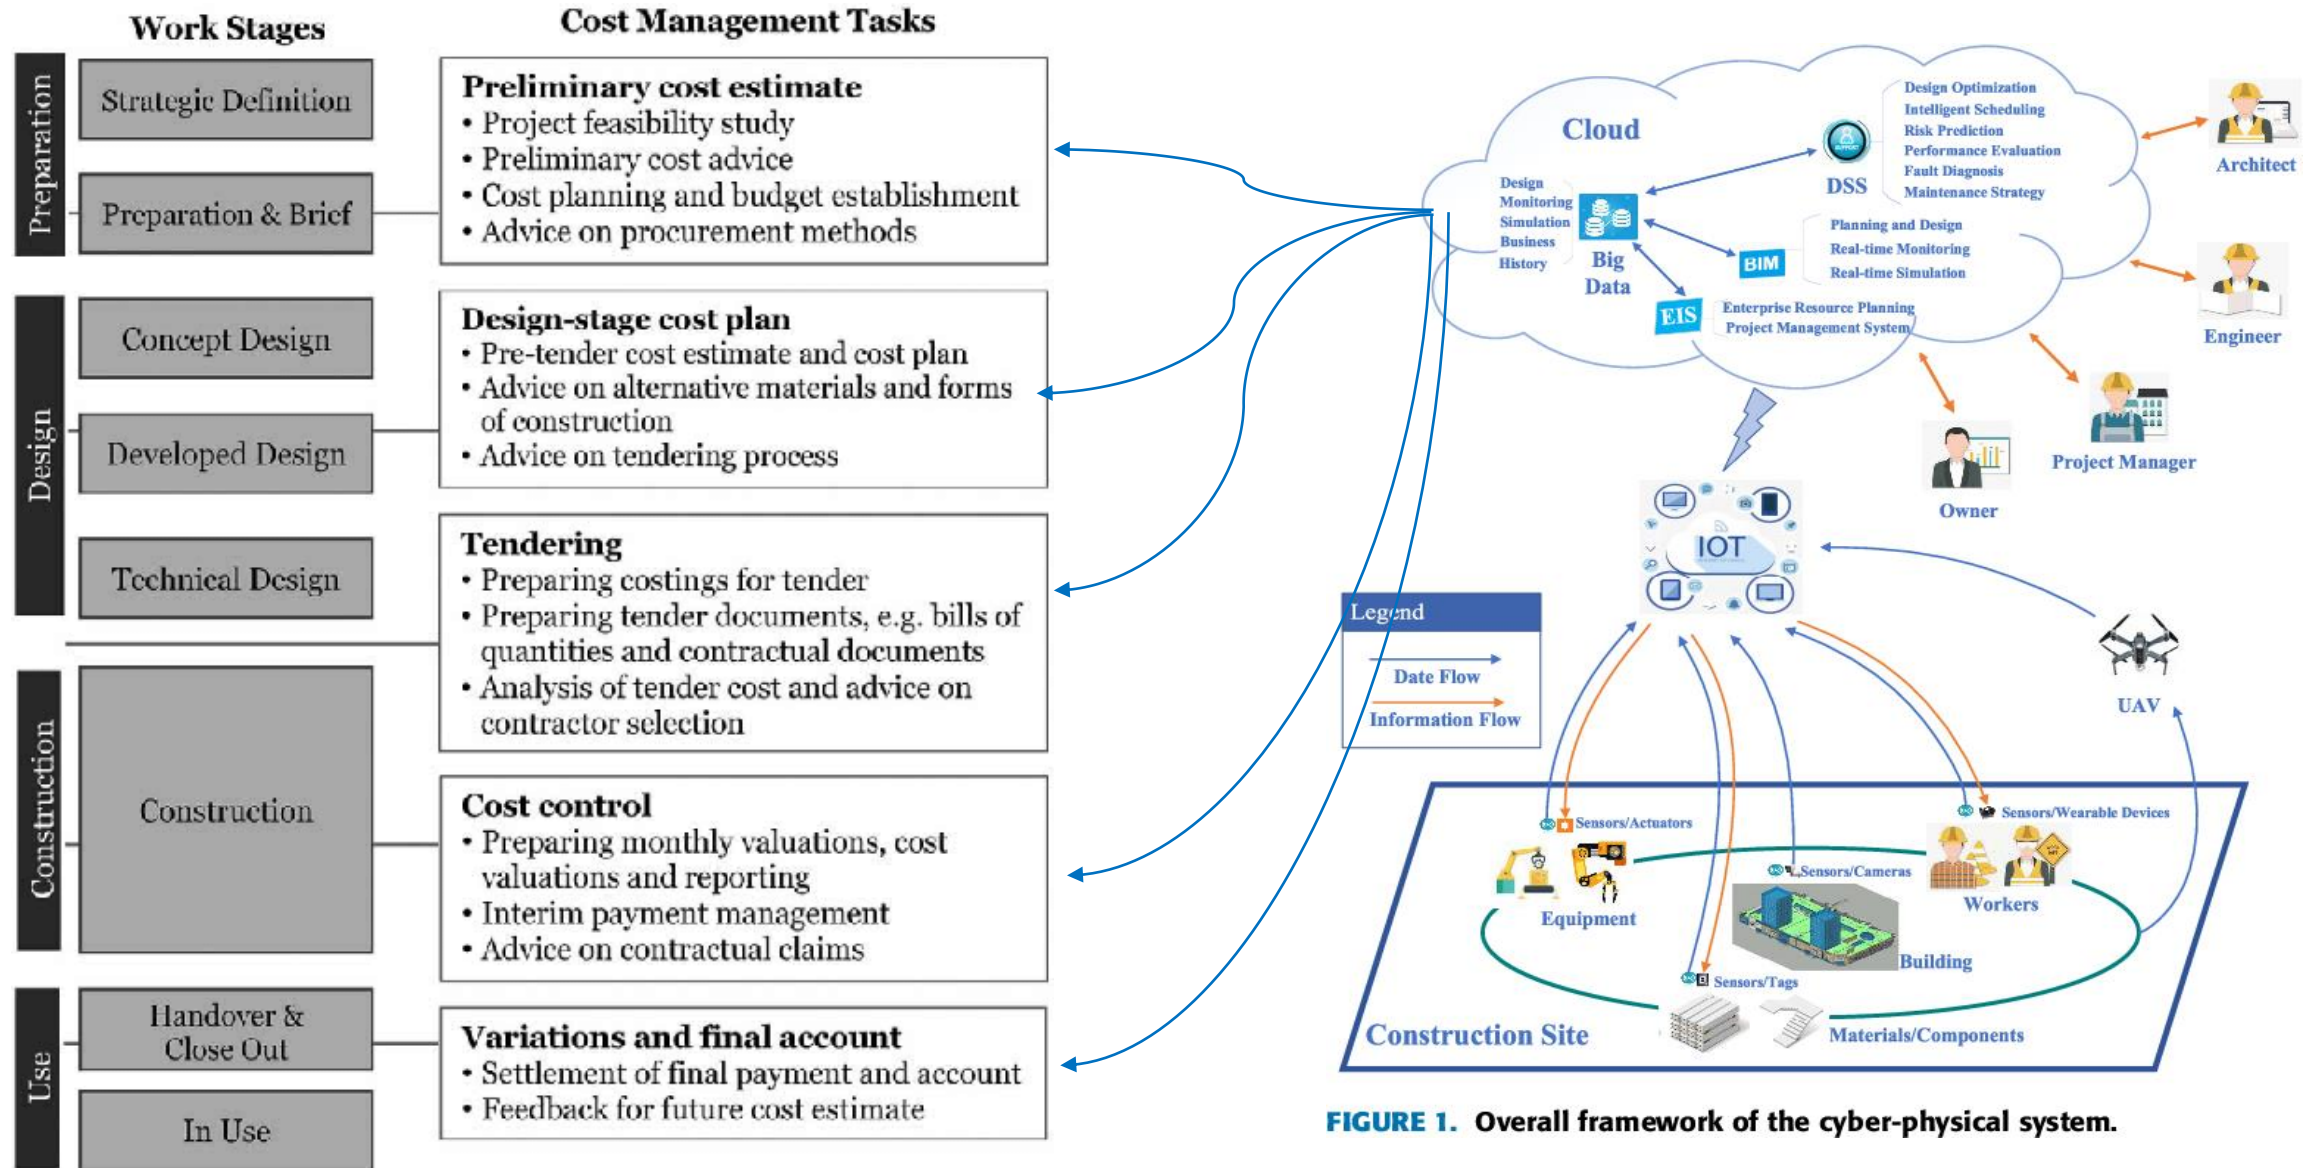 Work Stages
Cost Management Tasks
Preparation
Strategic Definition
Preparation & Brief
Preliminary cost estimate
• Project feasibility study
• Preliminary cost advice
• Cost planning and budget establishment
• Advice on procurement methods
Design
Concept Design
Developed Design
Technical Design
Design-stage cost plan
• Pre-tender cost estimate and cost plan
• Advice on alternative materials and forms
of construction
• Advice on tendering process
Tendering
• Preparing costings for tender
• Preparing tender documents, e.g. bills of
quantities and contractual documents
• Analysis of tender cost and advice on
contractor selection
Construction
Construction
Cost control
• Preparing monthly valuations, cost
valuations and reporting
• Interim payment management
• Advice on contractual claims
Use
Handover &
Close Out
In Use
Variations and final account
• Settlement of final payment and account
• Feedback for future cost estimate
Cloud
Design
Monitoring
Simulation
Business
History
Big
Data
SUPPORT
DSS
Design Optimization
Intelligent Scheduling
Risk Prediction
Performance Evaluation
Fault Diagnosis
Maintenance Strategy
BIM
Planning and Design
Real-time Monitoring
Real-time Simulation
EIS
Enterprise Resource Planning
Project Management System
Architect
Engineer
Project Manager
Owner
IOT
UAV
Legend
Date Flow
Information Flow
Sensors/Actuators
Equipment
Sensors/Wearable Devices
Workers
Sensors/Cameras
Building
Sensors/Tags
Materials/Components
Construction Site
FIGURE 1. Overall framework of the cyber-physical system.